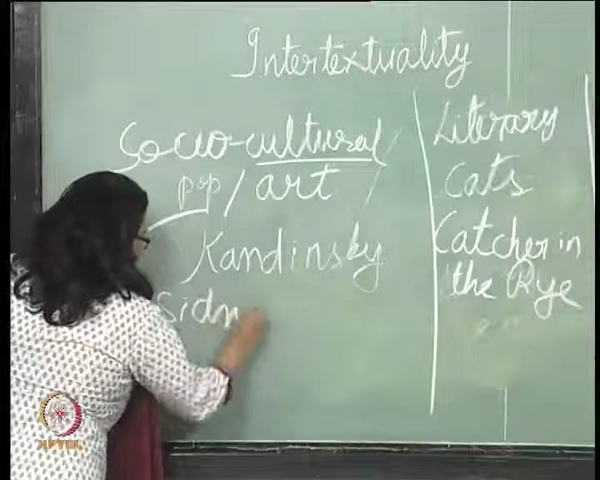 Intertextuality
Socio-cultural/
pop/art/
Kandinsky
Sidn
Literary
Cats
Catcher in
the Rye
NPTEL